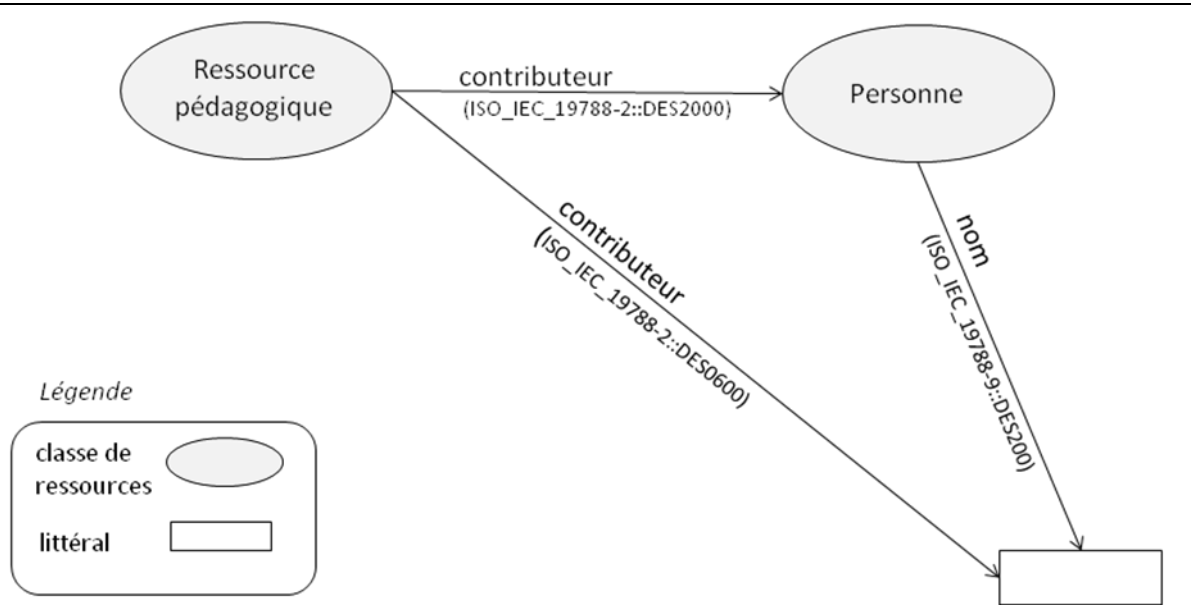 Ressource
pédagogique
contributeur
(ISO_IEC_19788-2::DES2000)
Personne
contributeur
(ISO_IEC_19788-2::DES0600)
nom
(ISO_IEC_19788-9::DES200)
Légende
classe de
ressources
littéral